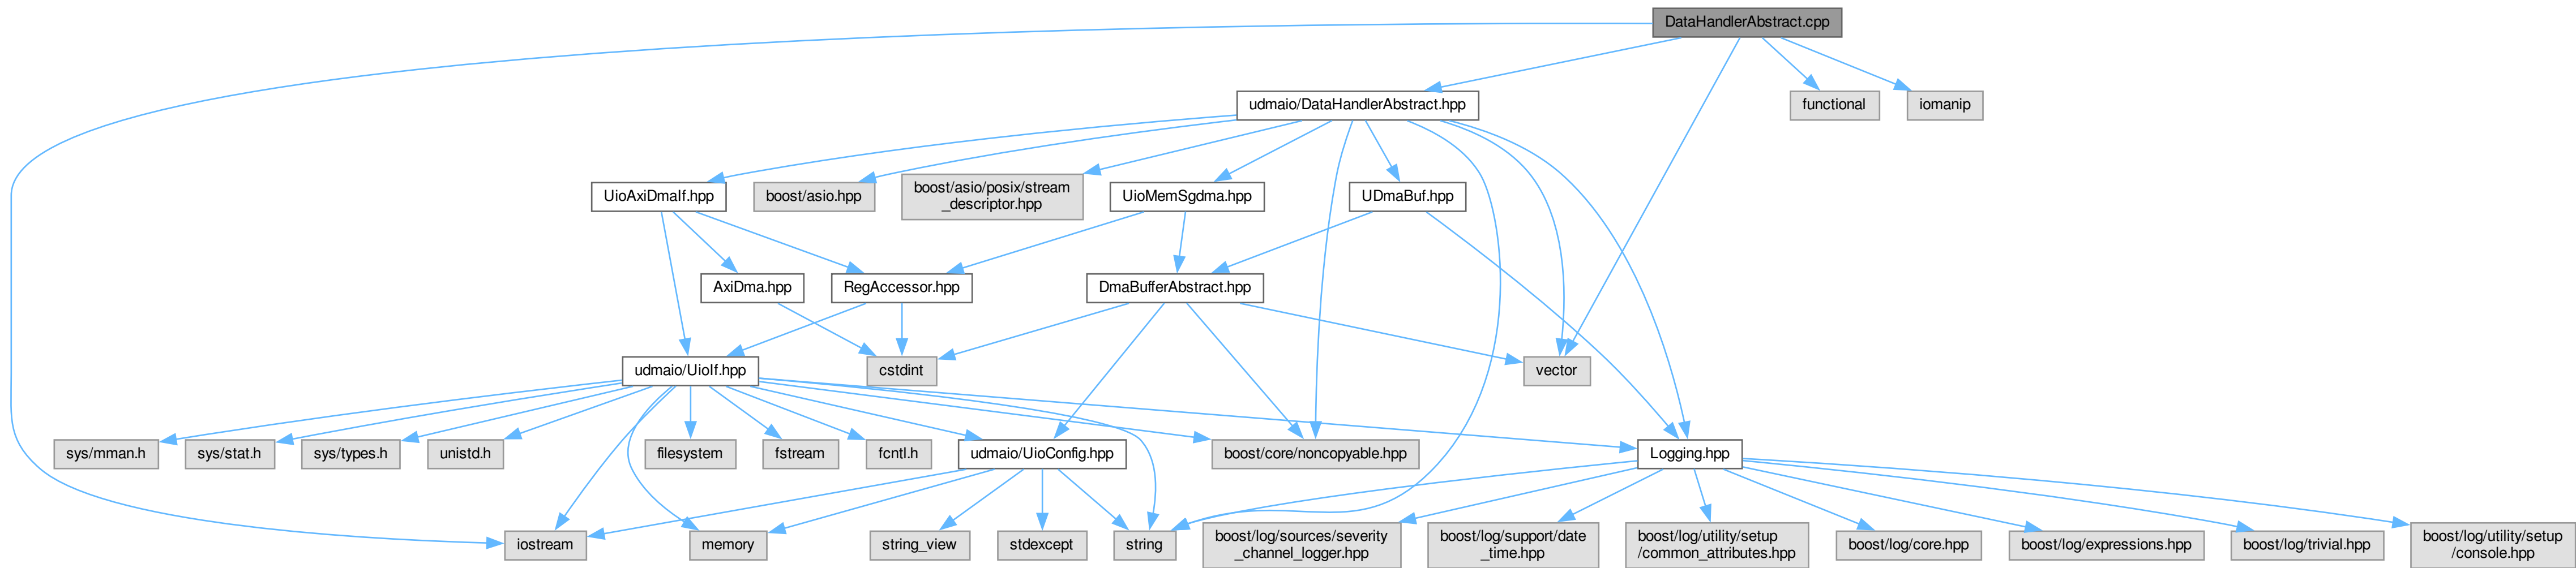 DataHandlerAbstract.cpp
udmaio/DataHandlerAbstract.hpp
functional
iomanip
UioAxiDmaIf.hpp
boost/asio.hpp
boost/asio/posix/stream
_descriptor.hpp
UioMemSgdma.hpp
UDmaBuf.hpp
AxiDma.hpp
RegAccessor.hpp
DmaBufferAbstract.hpp
udmaio/UioIf.hpp
cstdint
vector
sys/mman.h
sys/stat.h
sys/types.h
unistd.h
filesystem
fstream
fcntl.h
udmaio/UioConfig.hpp
boost/core/noncopyable.hpp
Logging.hpp
iostream
memory
string_view
stdexcept
string
boost/log/sources/severity
_channel_logger.hpp
boost/log/support/date
_time.hpp
boost/log/utility/setup
/common_attributes.hpp
boost/log/core.hpp
boost/log/expressions.hpp
boost/log/trivial.hpp
boost/log/utility/setup
/console.hpp